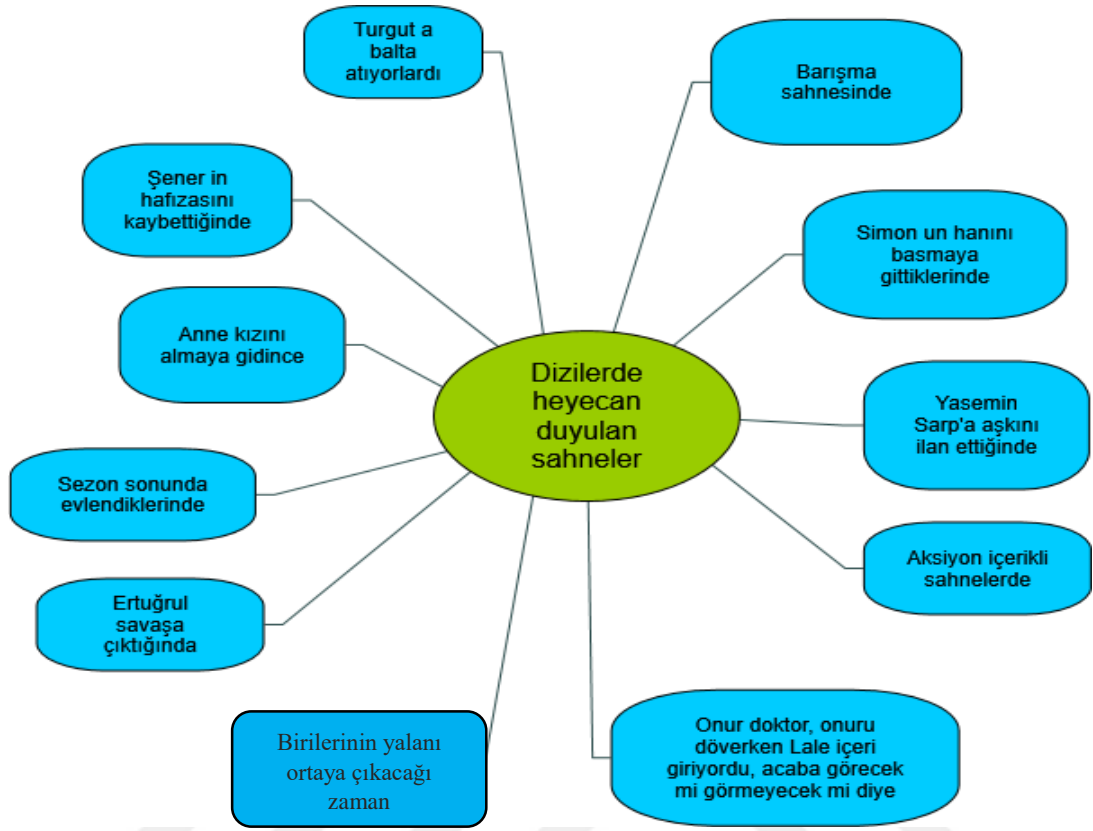 Turgut a
balta
atıyorlardı
Barışma
sahnesinde
Şener in
hafızasını
kaybettiğinde
Simon un hanını
basmaya
gittiklerinde
Anne kızını
almaya gidince
Dizilerde
heyecan
duyulan
sahneler
Yasemin
Sarp'a aşkını
ilan ettiğinde
Sezon sonunda
evlendiklerinde
Aksiyon içerikli
sahnelerde
Ertuğrul
savaşa
çıktığında
Birilerinin yalanı
ortaya çıkacağı
zaman
Onur doktor, onuru
döverken Lale içeri
giriyordu, acaba görecek
mi görmeyecek mi diye